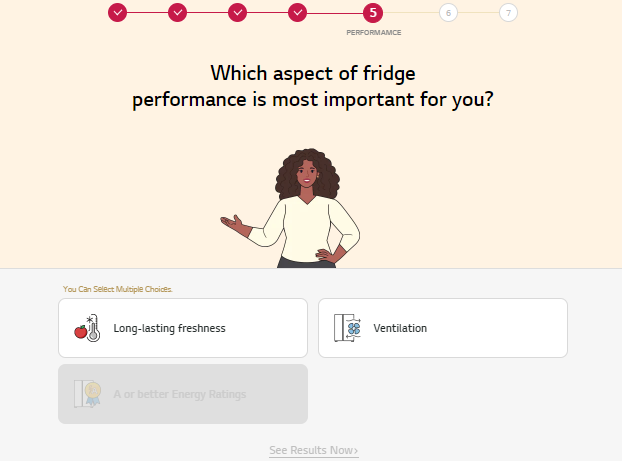 5
6
7
PERFORMAMCE
Which aspect of fridge
performance is most important for you?
You Can Select Multiple Choices.
Long-lasting freshness
Ventilation
A or better Energy Ratings
See Results Now>